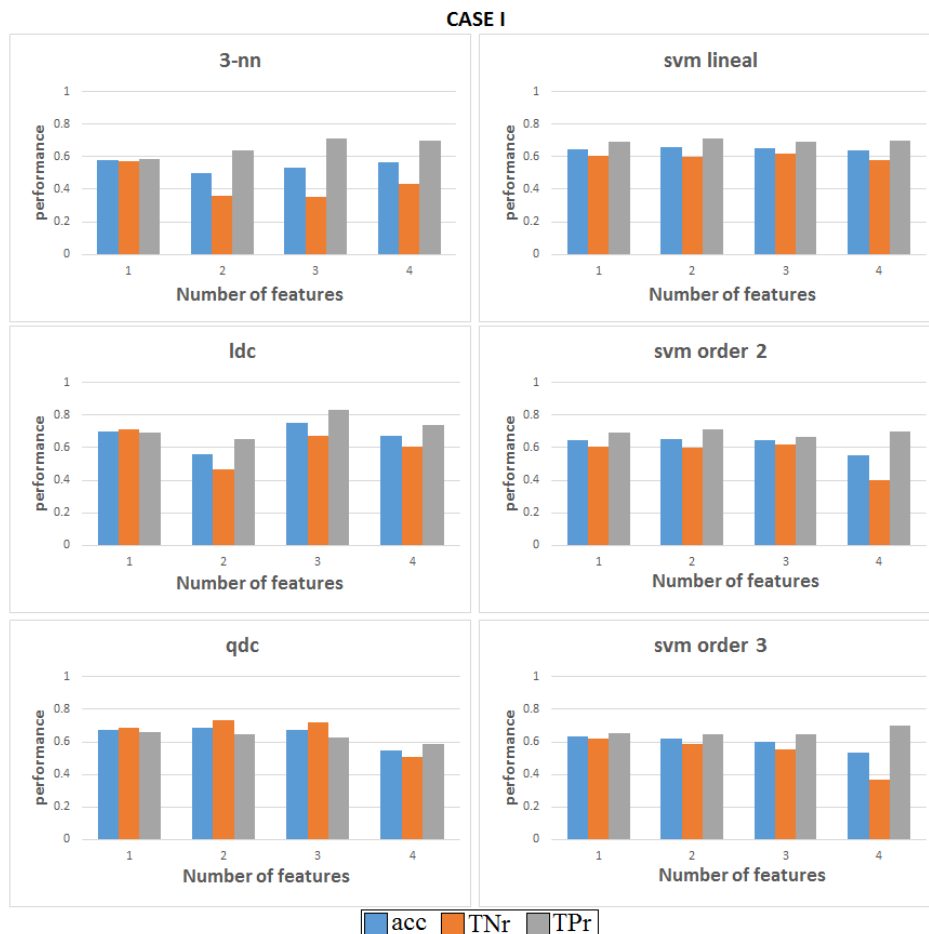 CASE I
3-nn
performance
1
0.8
0.6
0.4
0.2
0
1 2 3 4
Number of features
svm lineal
performance
1
0.8
0.6
0.4
0.2
0
1 2 3 4
Number of features
ldc
performance
1
0.8
0.6
0.4
0.2
0
1 2 3 4
Number of features
svm order 2
performance
1
0.8
0.6
0.4
0.2
0
1 2 3 4
Number of features
qdc
performance
1
0.8
0.6
0.4
0.2
0
1 2 3 4
Number of features
svm order 3
performance
1
0.8
0.6
0.4
0.2
0
1 2 3 4
Number of features
acc TNr TPr